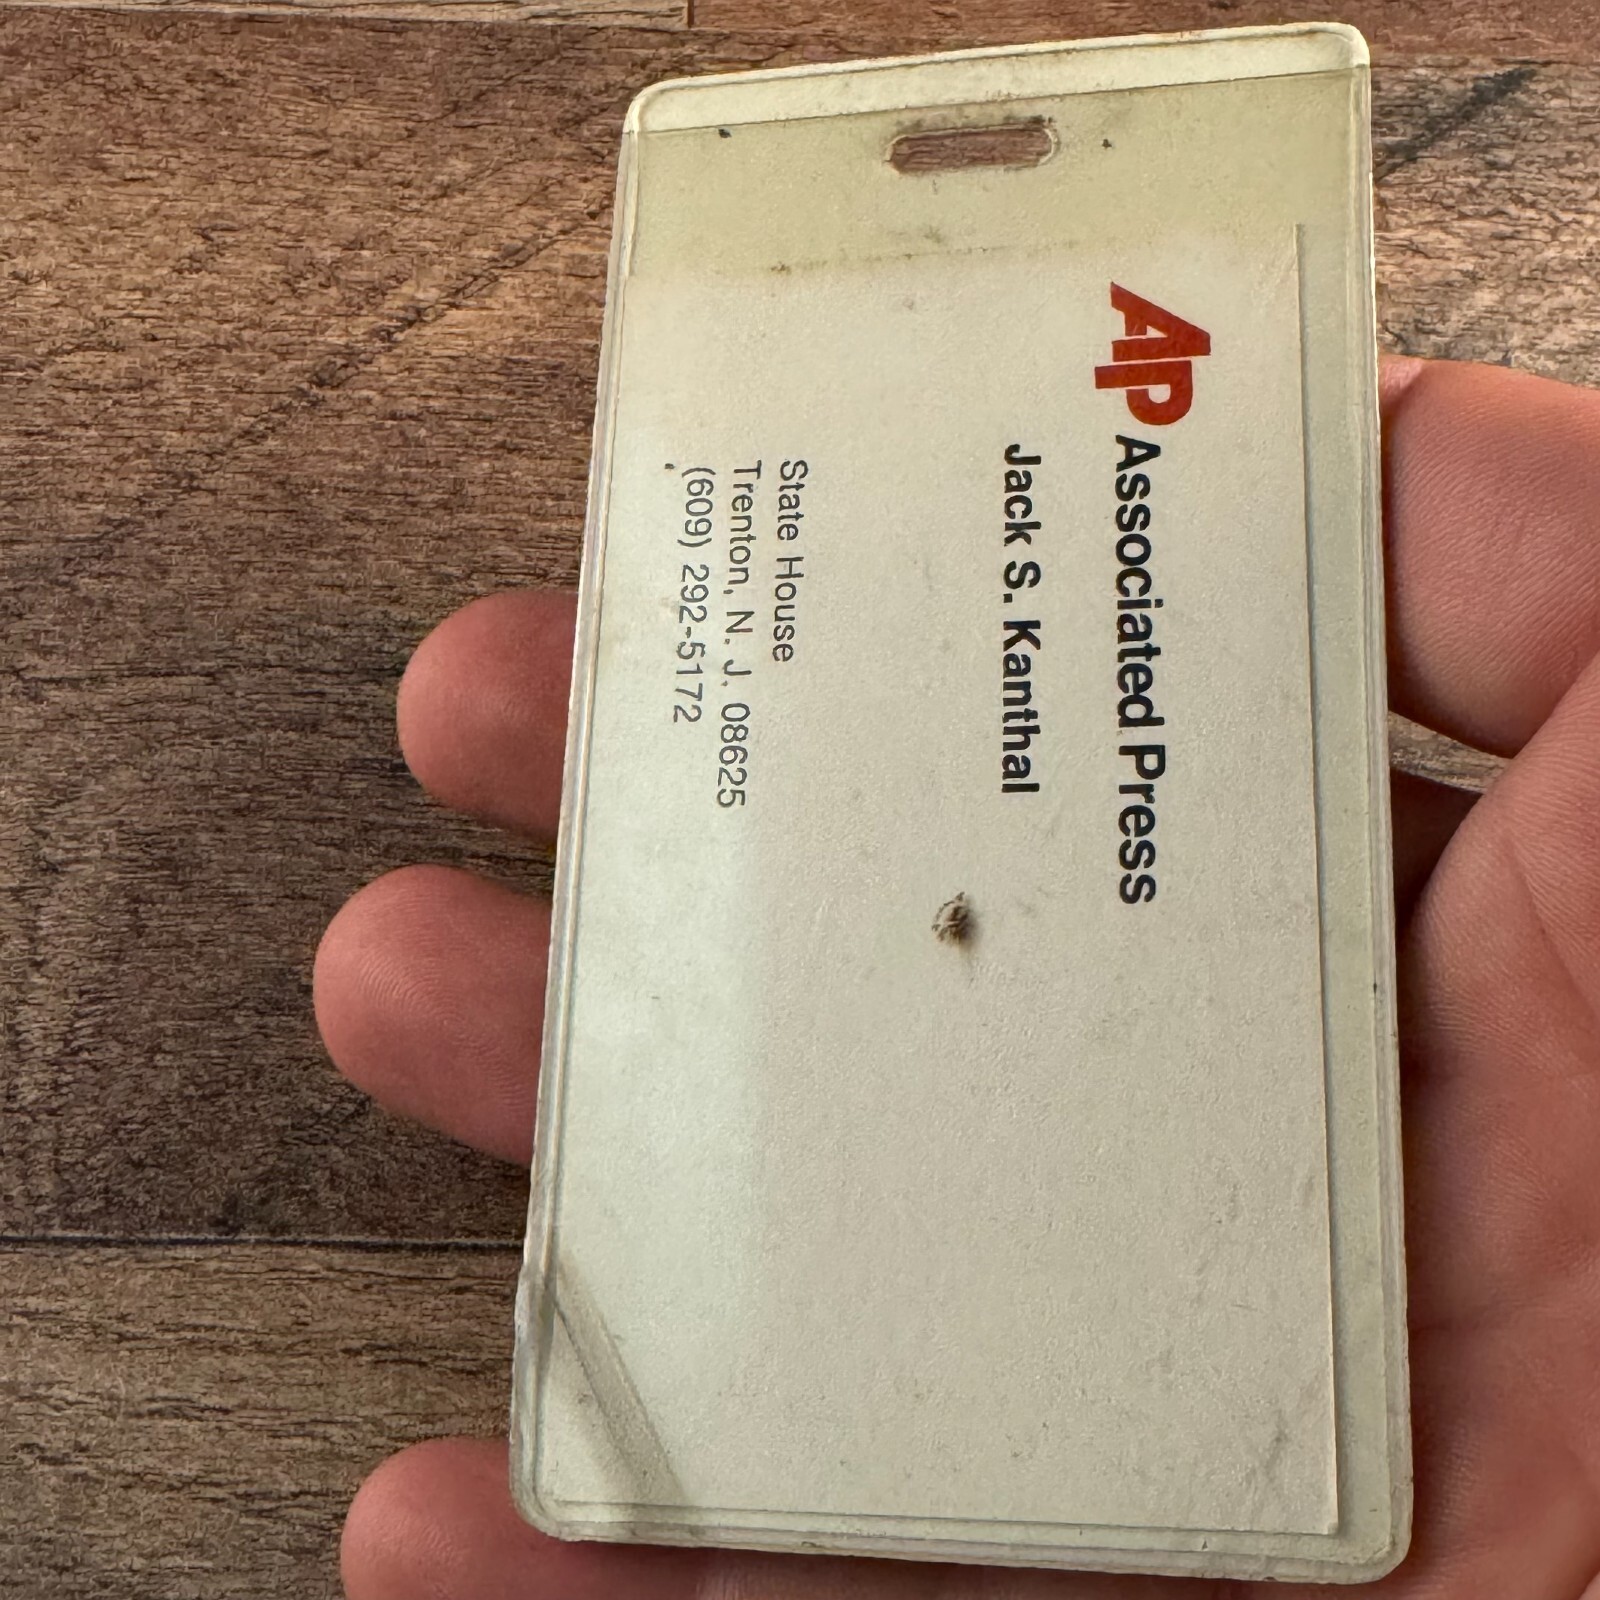 AP Associated Press
Jack S. Kanthal
State House
Trenton, N. J. 08625
(609) 292-5172